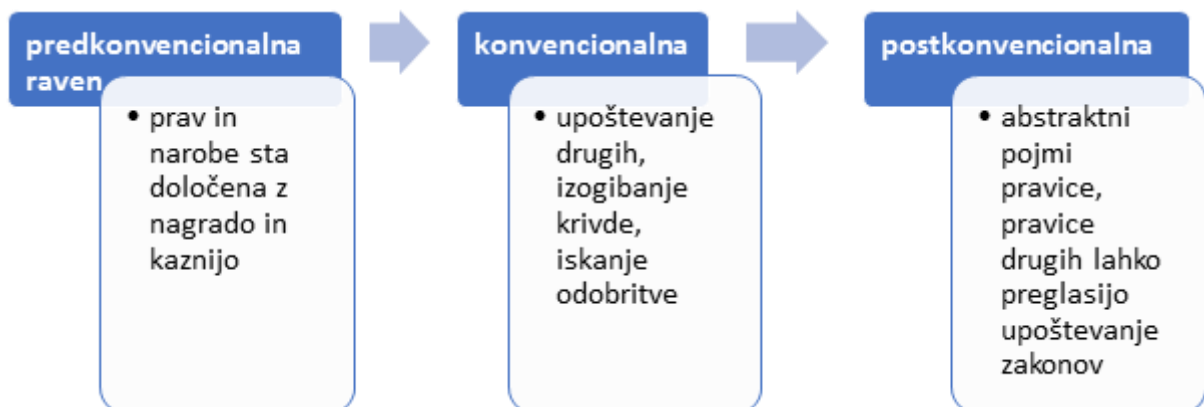 predkonvencionalna
raven
• prav in
narobe sta
določena z
nagrado in
kaznijo
konvencionalna
• upoštevanje
drugih,
izogibanje
krivde,
iskanje
odobritve
postkonvencionalna
• abstraktni
pojmi
pravice,
pravice
drugih lahko
preglasijo
upoštevanje
zakonov